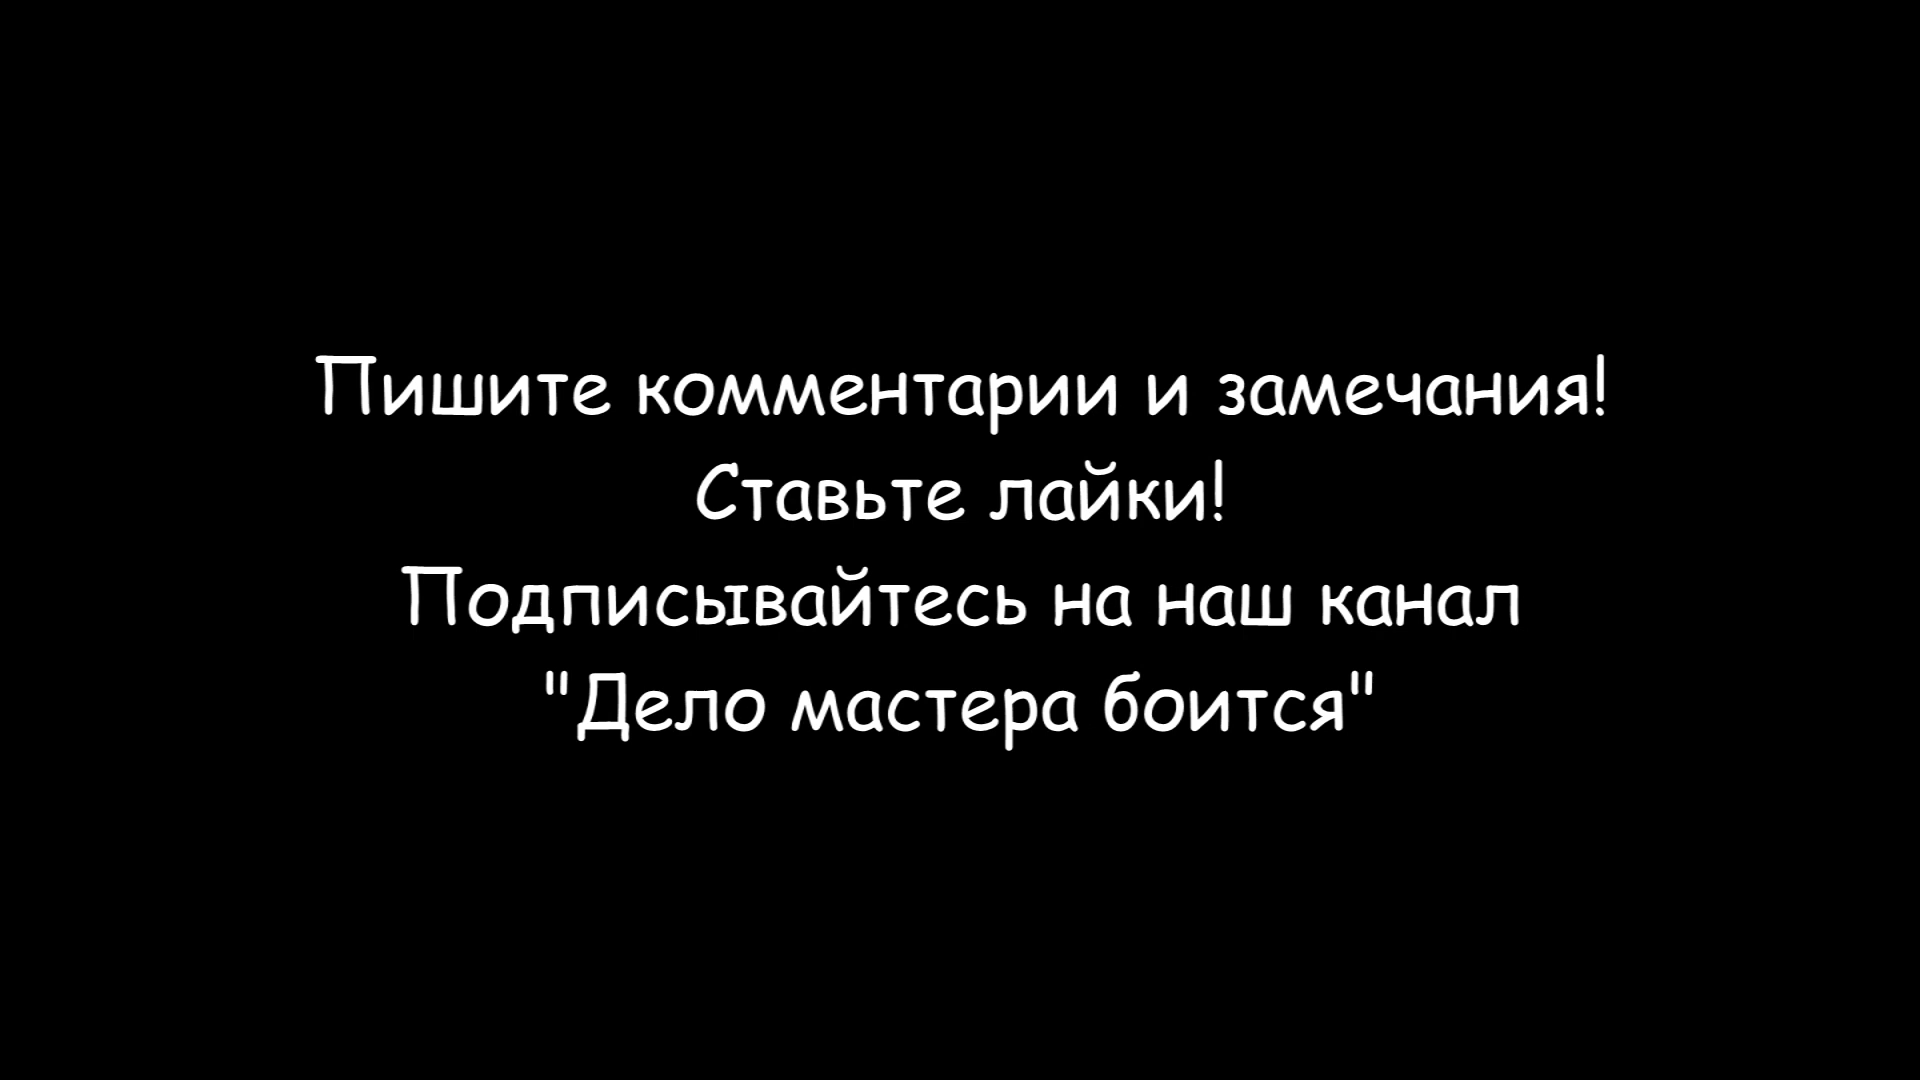 Пишите комментарии и замечания!
Ставьте лайки!
Подписывайтесь на наш канал
"Дело мастера боится"